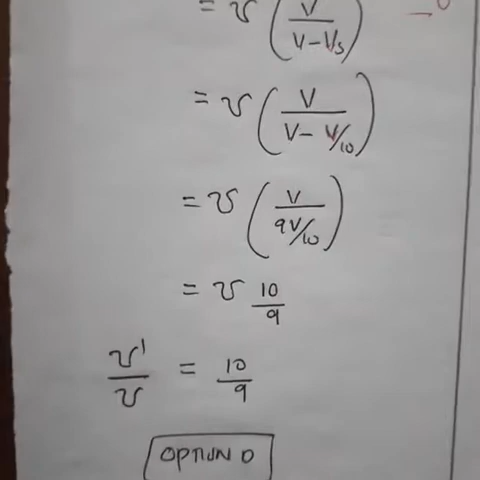 = υ (V / (V − Vs))
= υ (V / (V − V/10))
= υ (V / (9V/10))
= υ 10/9
υ' / υ = 10/9
OPTION D